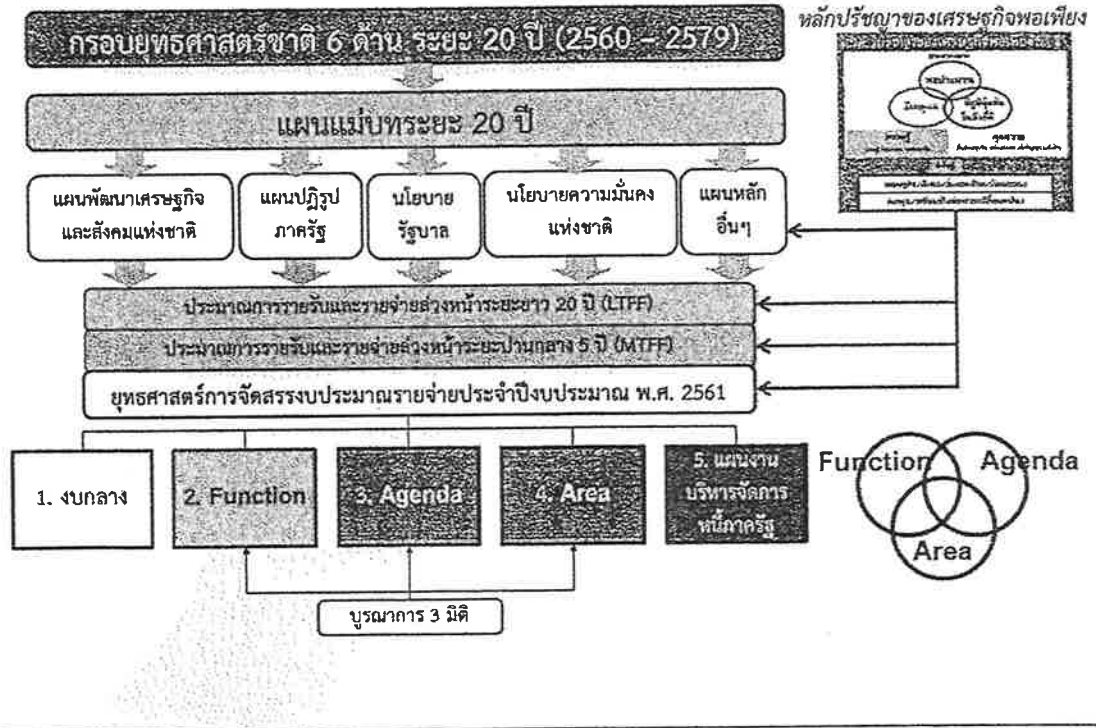 หลักปรัชญาของเศรษฐกิจพอเพียง
กรอบยุทธศาสตร์ชาติ 6 ด้าน ระยะ 20 ปี (2560 – 2579)
พอประมาณ
มีเหตุผล
แผนแม่บทระยะ 20 ปี
แผนพัฒนาเศรษฐกิจ
และสังคมแห่งชาติ
แผนปฏิรูป
ภาครัฐ
นโยบาย
รัฐบาล
นโยบายความมั่นคง
แห่งชาติ
แผนหลัก
อื่นๆ
ประมาณการรายรับและรายจ่ายล่วงหน้าระยะยาว 20 ปี (LTFF)
ประมาณการรายรับและรายจ่ายล่วงหน้าระยะปานกลาง 5 ปี (MTFF)
ยุทธศาสตร์การจัดสรรงบประมาณรายจ่ายประจำปีงบประมาณ พ.ศ. 2561
1. งบกลาง
2. Function
3. Agenda
4. Area
5. แผนงาน
บริหารจัดการ
หนี้ภาครัฐ
Function
Agenda
Area
บูรณาการ 3 มิติ